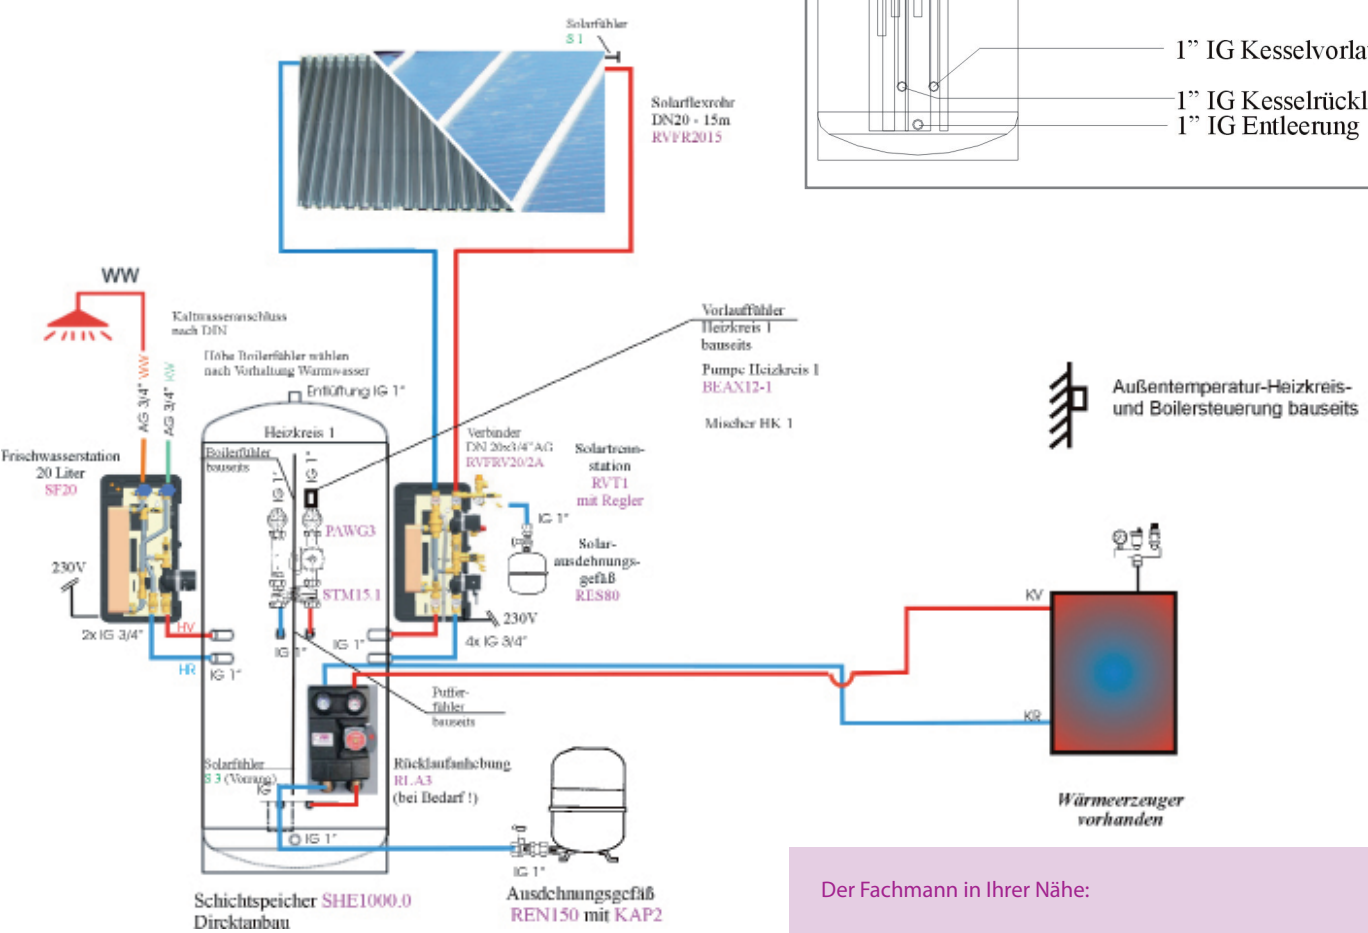 Solarfühler
S 1
1” IG Kesselvorla
1” IG Kesselrückl
1” IG Entleerung
Solarflexrohr
DN20 - 15m
RVFR2015
WW
Kaltwasseranschluss
nach DIN
Höhe Boilerfühler wählen
nach Vorhaltung Warmwasser
Entlüftung IG 1"
AG 3/4" WW
AG 3/4" KW
Vorlauffühler
Heizkreis 1
bauseits
Pumpe Heizkreis 1
BEAX12-1
Mischer HK 1
Außentemperatur-Heizkreis-
und Boilersteuerung bauseits
Heizkreis 1
Boilerfühler
bauseits
IG 1"
IG 1"
Verbinder
DN 20x3/4"AG
RVFRV20/2A
Solartrenn-
station
RVT1
mit Regler
Frischwasserstation
20 Liter
SF20
IG 1"
PAWG3
Solar-
ausdehnungs-
gefäß
RES80
230V
STM15.1
KV
230V
2x IG 3/4"
HV
IG 1"
IG 1"
4x IG 3/4"
HR
IG 1"
Puffer-
fühler
bauseits
KR
Solarfühler
S 3 (Vorrang)
IG
Rücklaufanhebung
RLA3
(bei Bedarf !)
Wärmeerzeuger
vorhanden
IG 1"
IG 1"
Schichtspeicher SHE1000.0
Direktanbau
Ausdehnungsgefäß
REN150 mit KAP2
Der Fachmann in Ihrer Nähe: